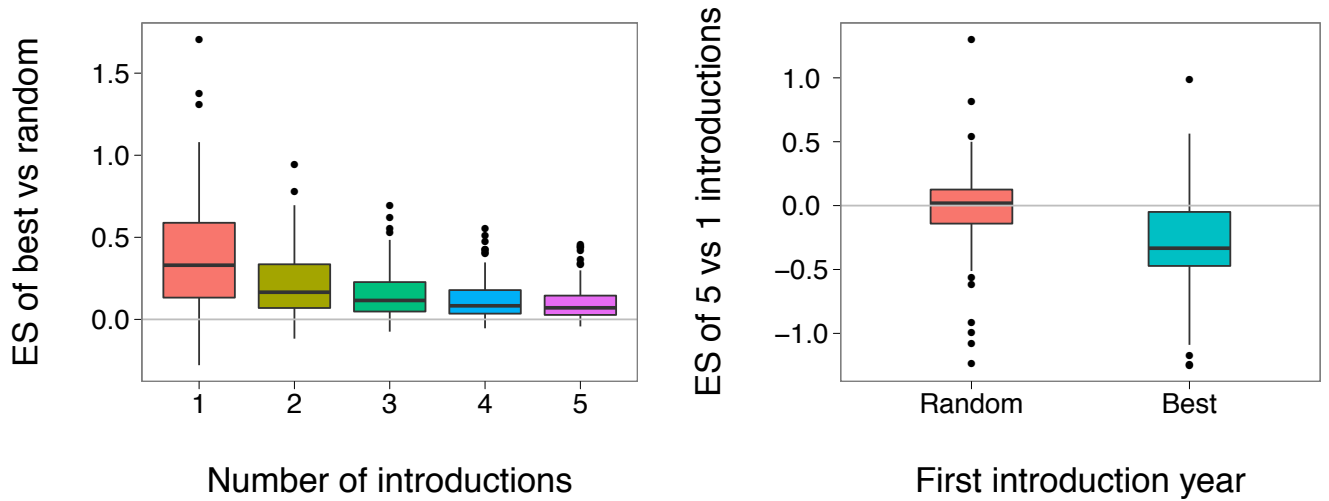 ES of best vs random
1.5
1.0
0.5
0.0
1 2 3 4 5
Number of introductions
ES of 5 vs 1 introductions
1.0
0.5
0.0
−0.5
−1.0
Random Best
First introduction year